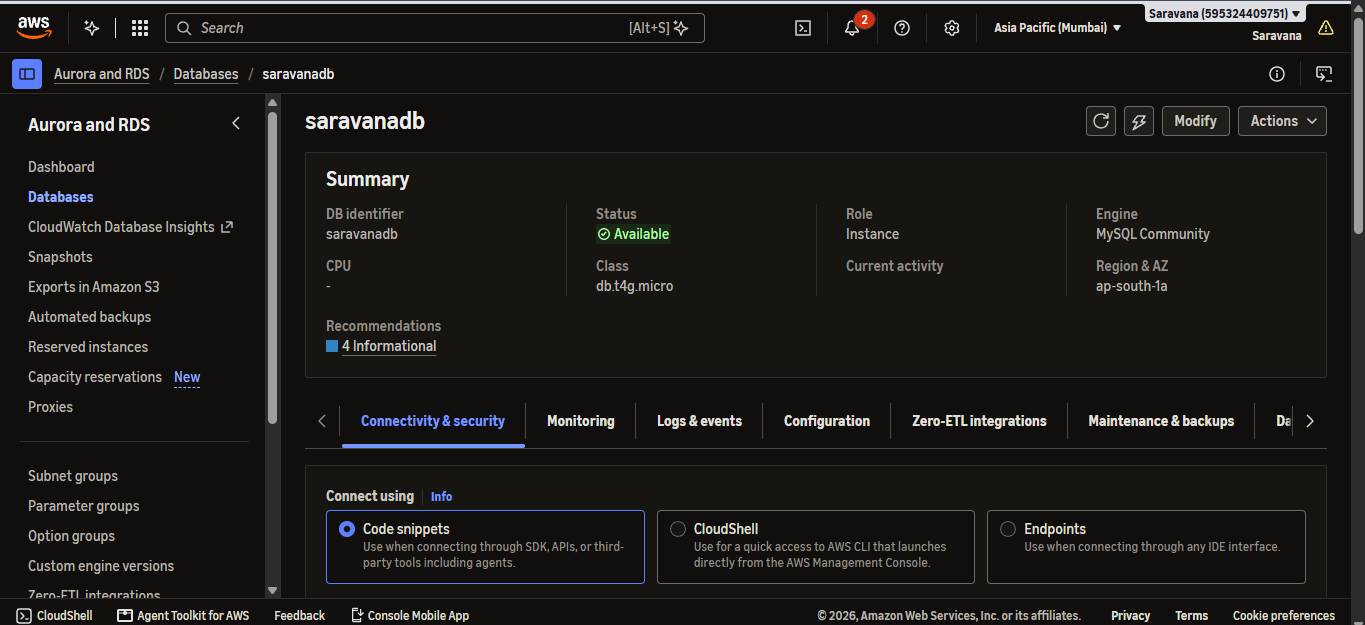 aws
Search [Alt+S]
2
Asia Pacific (Mumbai) ▼
Saravana (595324409751) ▼
Saravana
Aurora and RDS / Databases / saravanadb
Aurora and RDS
Dashboard
Databases
CloudWatch Database Insights
Snapshots
Exports in Amazon S3
Automated backups
Reserved instances
Capacity reservations New
Proxies
Subnet groups
Parameter groups
Option groups
Custom engine versions
Zero-ETL integrations
saravanadb
Modify
Actions
Summary
DB identifier
saravanadb
Status
Available
Role
Instance
Engine
MySQL Community
CPU
-
Class
db.t4g.micro
Current activity
Region & AZ
ap-south-1a
Recommendations
4 Informational
Connectivity & security
Monitoring
Logs & events
Configuration
Zero-ETL integrations
Maintenance & backups
Da
Connect using Info
Code snippets
Use when connecting through SDK, APIs, or third-
party tools including agents.
CloudShell
Use for a quick access to AWS CLI that launches
directly from the AWS Management Console.
Endpoints
Use when connecting through any IDE interface.
CloudShell
Agent Toolkit for AWS
Feedback
Console Mobile App
© 2026, Amazon Web Services, Inc. or its affiliates.
Privacy
Terms
Cookie preferences